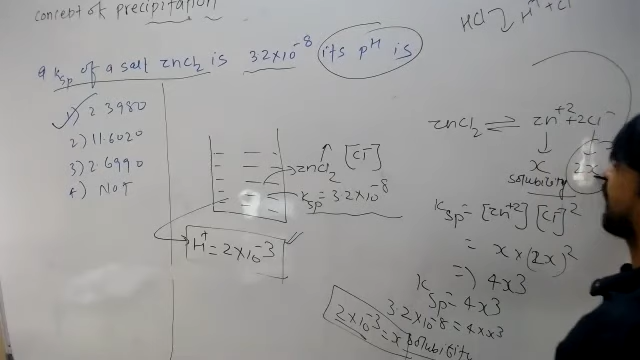 concept of precipitation
HCl H+ + Cl-
q ksp of a salt znCl2 is 32×10-8 its pH is
1) 2.3980
2) 11.6020
3) 2.6990
4) NOT
znCl2 [Cl-]
ksp=32×10-8
H+=2×10-3
znCl2 ⇌ zn+2+2Cl-
x 2x
solubility
ksp=[zn+2][Cl-]2
= x×(2x)2
k =) 4x3
sp=4x3
32×10-8=4×x3
2×10-3=x solubility